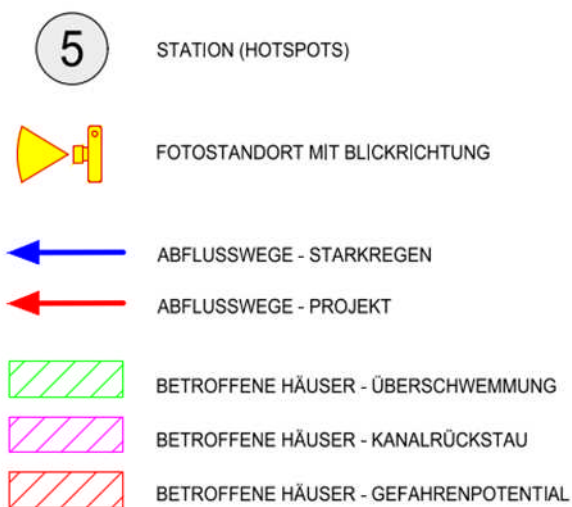 5 STATION (HOTSPOTS)
FOTOSTANDORT MIT BLICKRICHTUNG
ABFLUSSWEGE - STARKREGEN
ABFLUSSWEGE - PROJEKT
BETROFFENE HÄUSER - ÜBERSCHWEMMUNG
BETROFFENE HÄUSER - KANALRÜCKSTAU
BETROFFENE HÄUSER - GEFAHRENPOTENTIAL